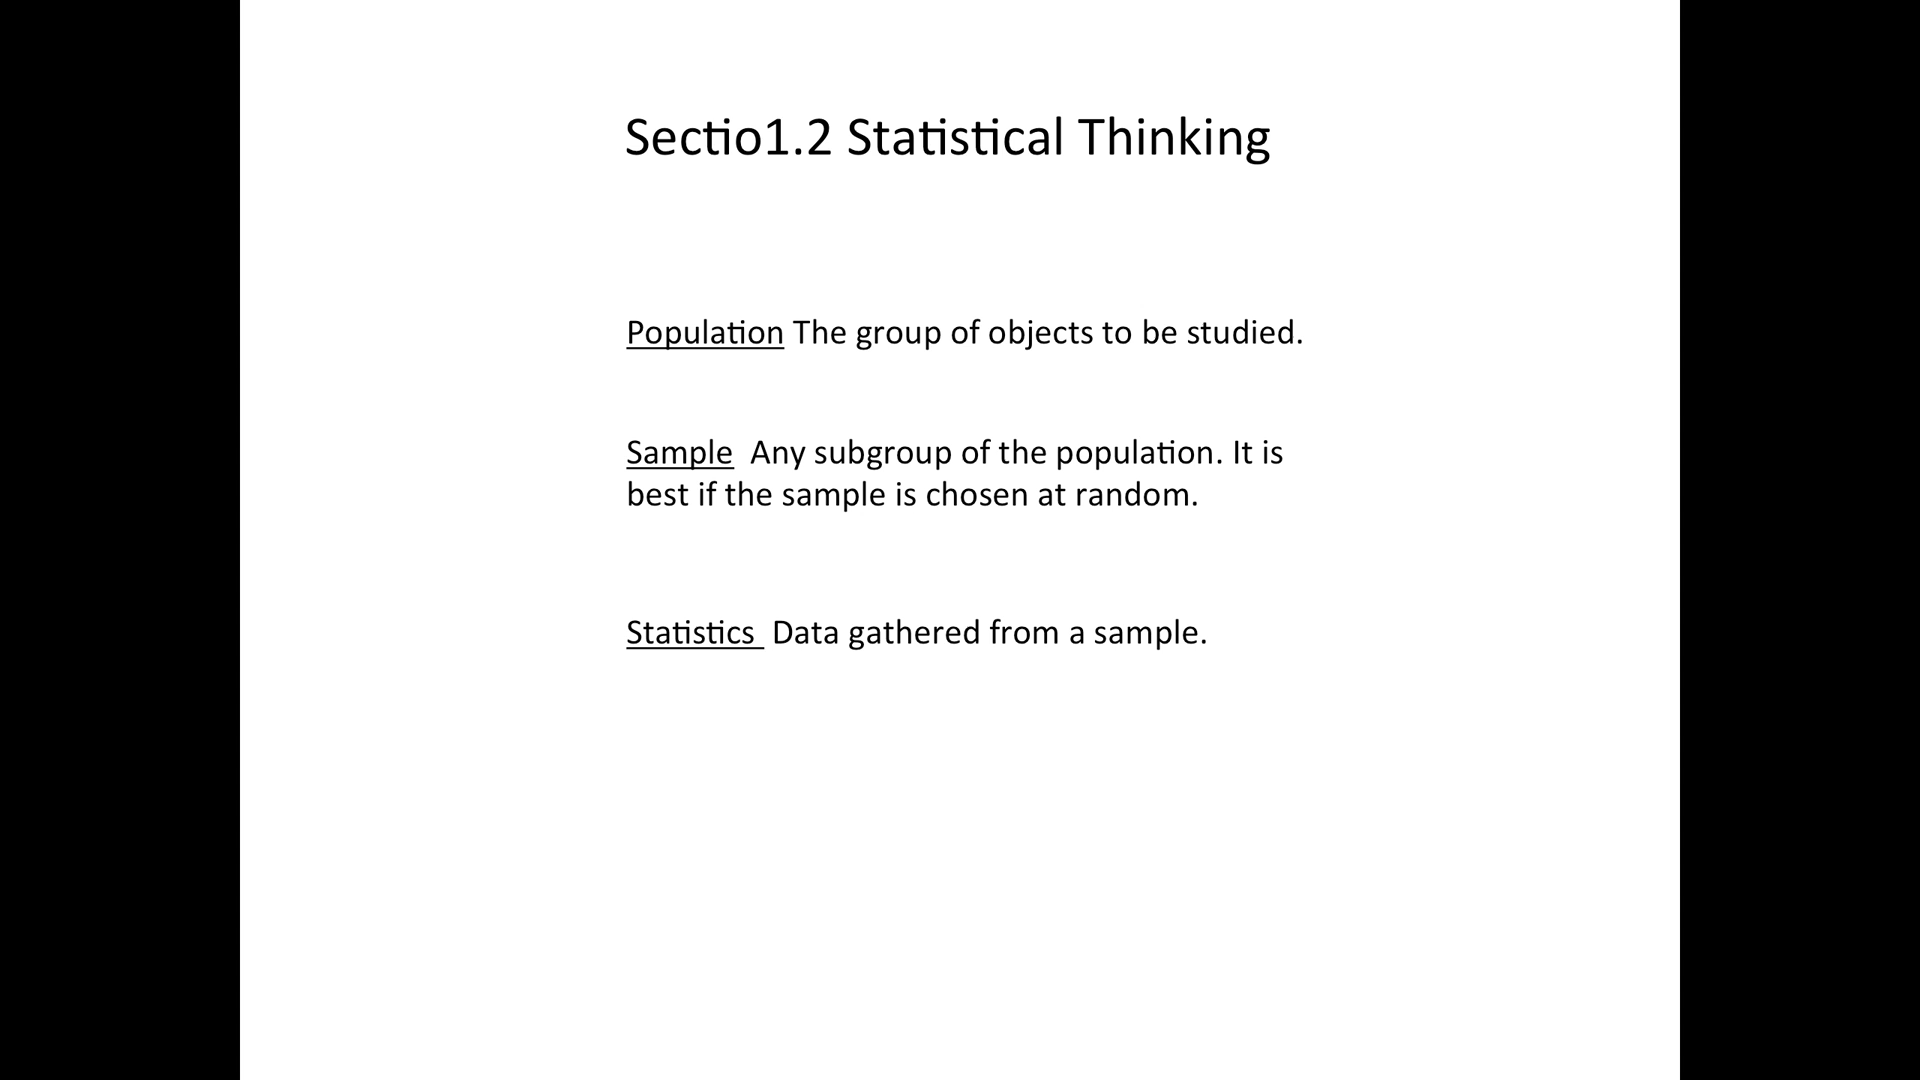 Sectio1.2 Statistical Thinking
Population The group of objects to be studied.
Sample  Any subgroup of the population. It is
best if the sample is chosen at random.
Statistics  Data gathered from a sample.